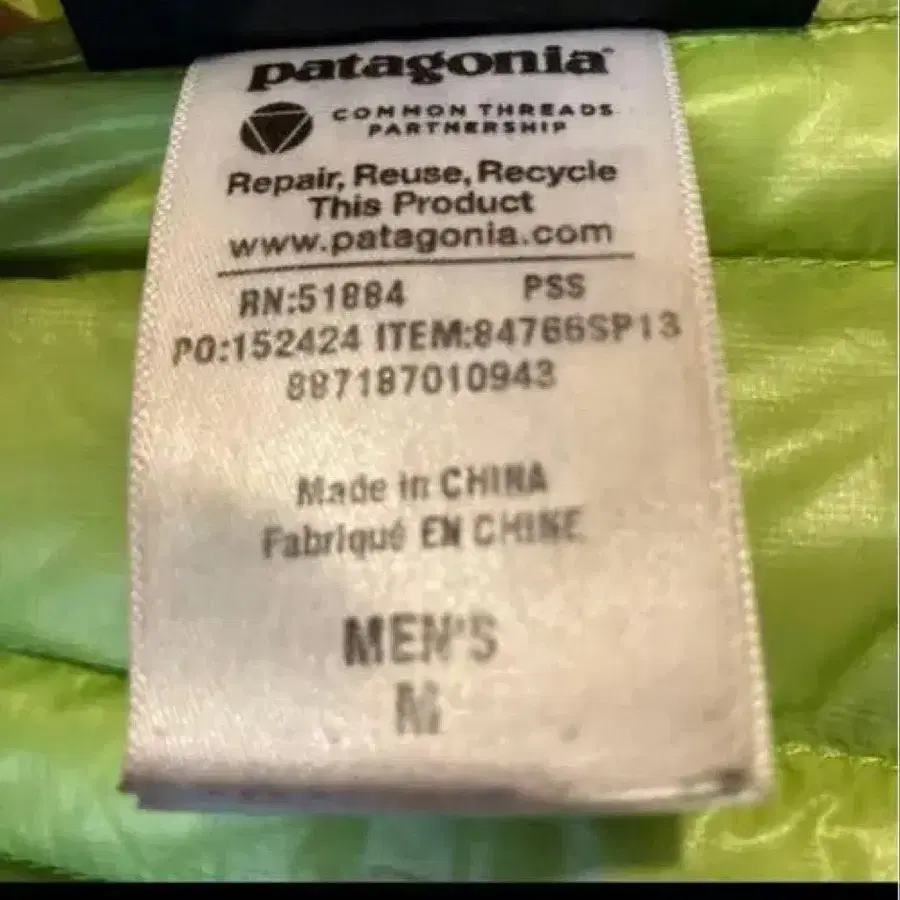 patagonia®
COMMON THREADS
PARTNERSHIP
Repair, Reuse, Recycle
This Product
www.patagonia.com
RN:51884 PSS
PO:152424 ITEM:84766SP13
887187010943
Made in CHINA
Fabriqué EN CHINE
MEN'S
M